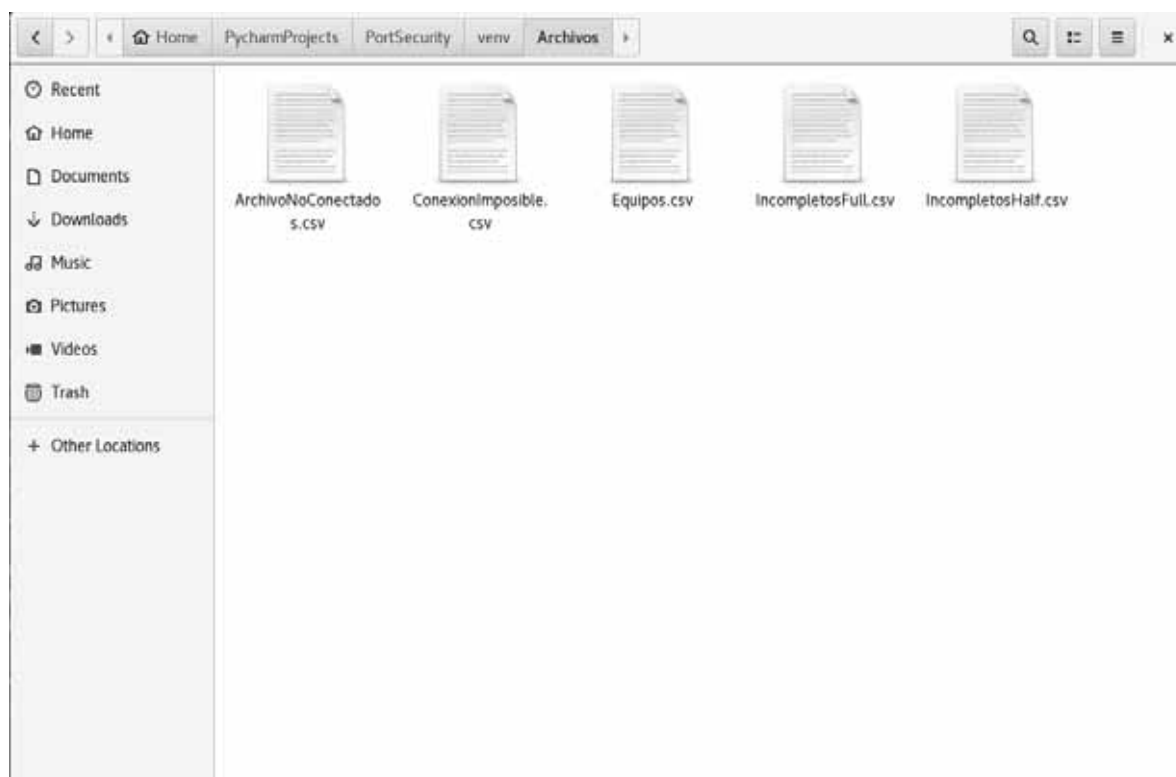 Home PycharmProjects PortSecurity venv Archivos
Recent
Home
Documents
Downloads
Music
Pictures
Videos
Trash
+ Other Locations
ArchivoNoConectado
s.csv
ConexionImposible.
csv
Equipos.csv
IncompletosFull.csv
IncompletosHalf.csv